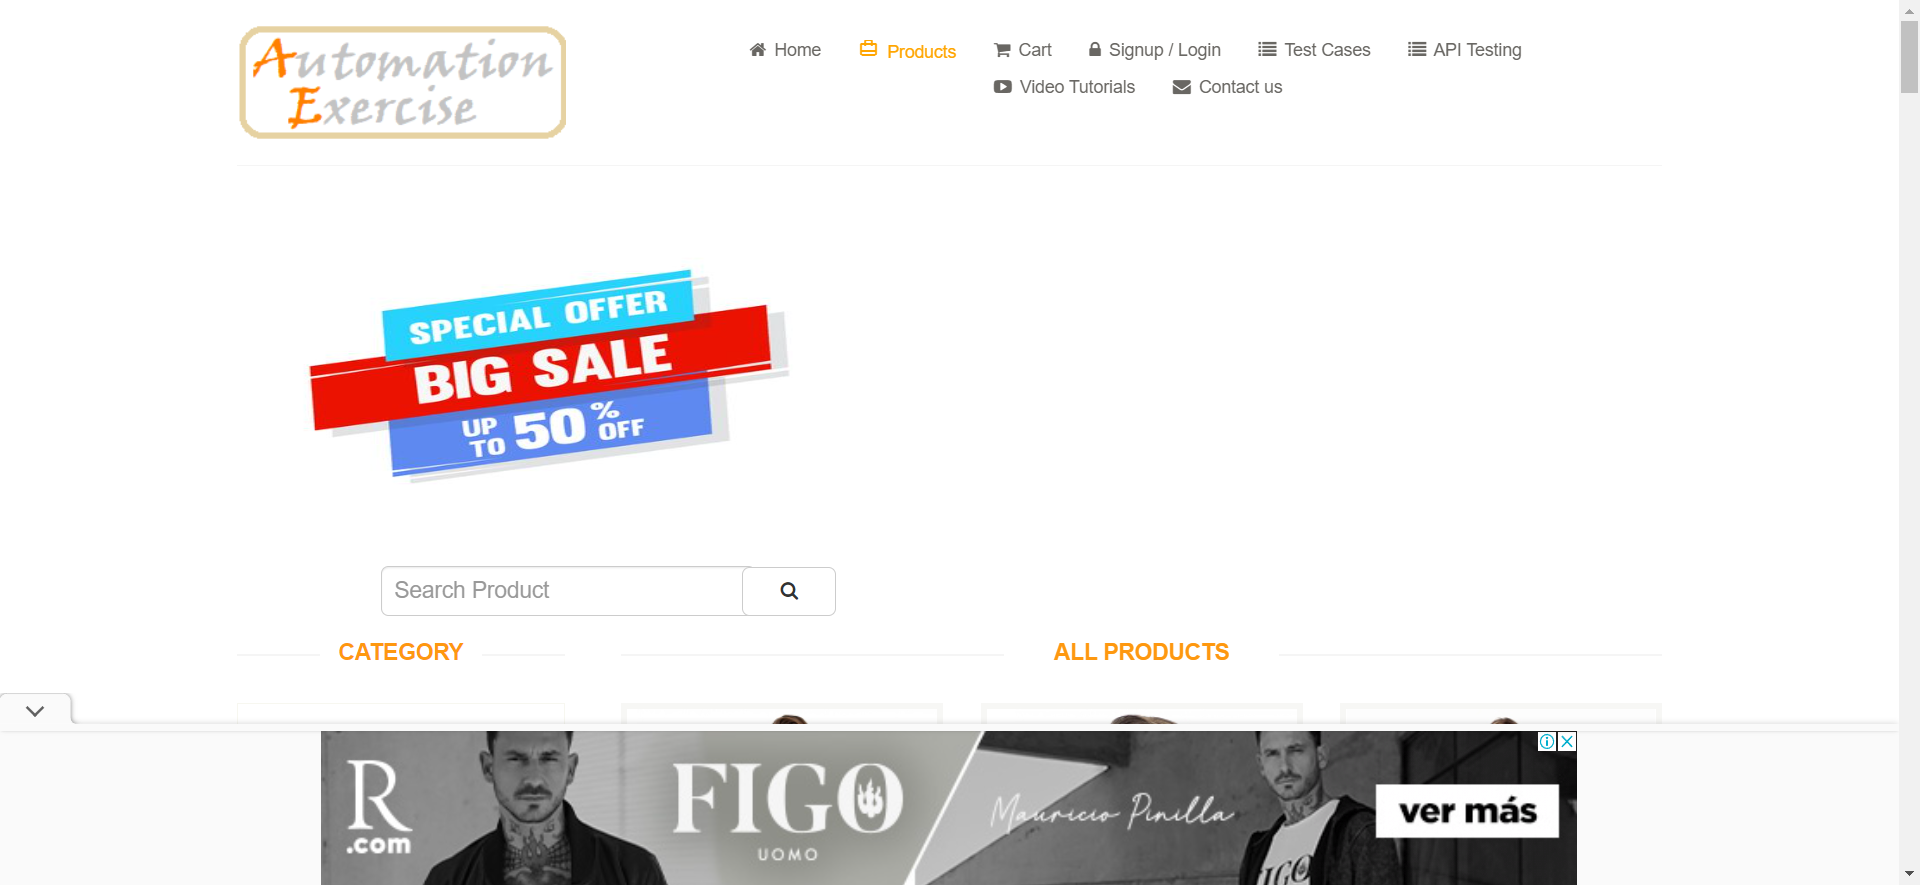 Automation
Exercise
Home
Products
Cart
Signup / Login
Test Cases
API Testing
Video Tutorials
Contact us
SPECIAL OFFER
BIG SALE
UP TO 50% OFF
Search Product
CATEGORY
ALL PRODUCTS
R
.com
FIGO
UOMO
Mauricio Pinilla
FIGO
ver más